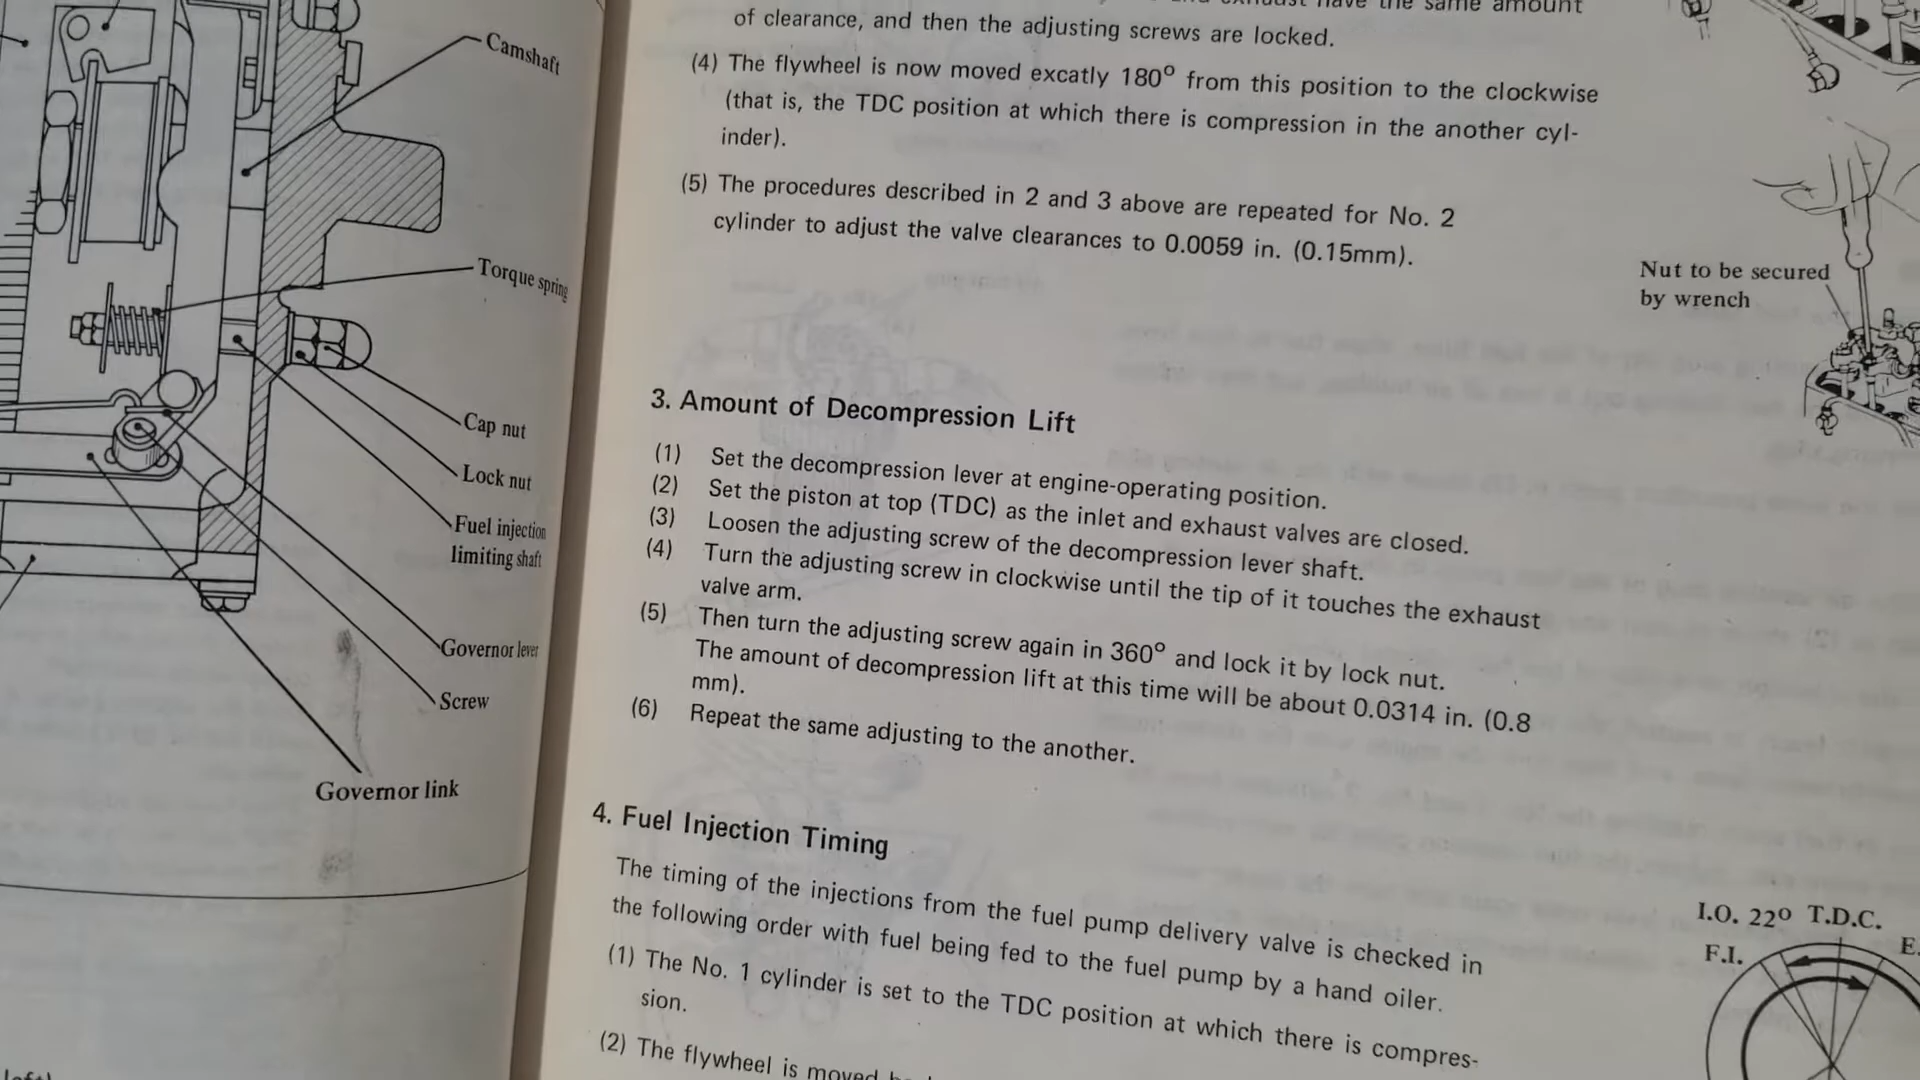 Camshaft
Torque spring
Cap nut
Lock nut
Fuel injection
limiting shaft
Governor lever
Screw
Governor link
have the same amount
of clearance, and then the adjusting screws are locked.
(4) The flywheel is now moved excatly 180° from this position to the clockwise
(that is, the TDC position at which there is compression in the another cyl-
inder).
(5) The procedures described in 2 and 3 above are repeated for No. 2
cylinder to adjust the valve clearances to 0.0059 in. (0.15mm).
Nut to be secured
by wrench
3. Amount of Decompression Lift
(1) Set the decompression lever at engine-operating position.
(2) Set the piston at top (TDC) as the inlet and exhaust valves are closed.
(3) Loosen the adjusting screw of the decompression lever shaft.
(4) Turn the adjusting screw in clockwise until the tip of it touches the exhaust
valve arm.
(5) Then turn the adjusting screw again in 360° and lock it by lock nut.
The amount of decompression lift at this time will be about 0.0314 in. (0.8
mm).
(6) Repeat the same adjusting to the another.
4. Fuel Injection Timing
The timing of the injections from the fuel pump delivery valve is checked in
the following order with fuel being fed to the fuel pump by a hand oiler.
(1) The No. 1 cylinder is set to the TDC position at which there is compres-
sion.
(2) The flywheel is moved
I.O. 22° T.D.C.
F.I. E.